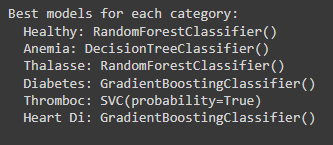 Best models for each category:
Healthy: RandomForestClassifier()
Anemia: DecisionTreeClassifier()
Thalasse: RandomForestClassifier()
Diabetes: GradientBoostingClassifier()
Thromboc: SVC(probability=True)
Heart Di: GradientBoostingClassifier()